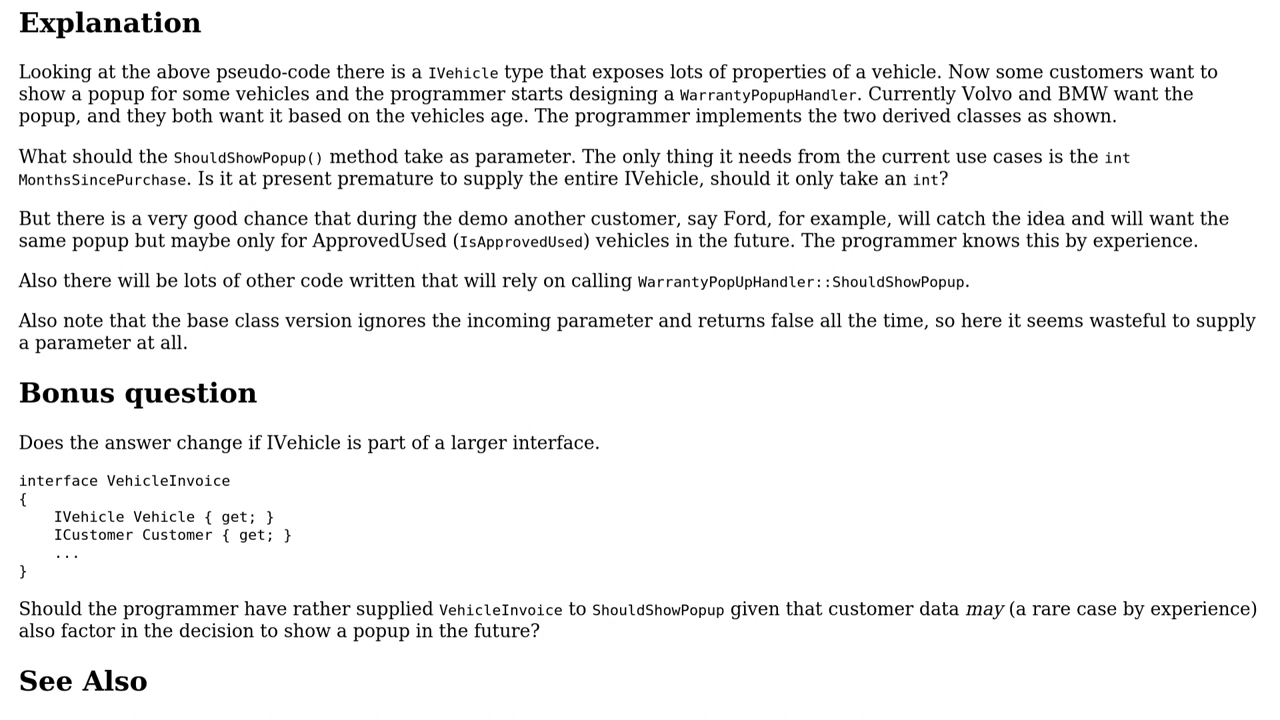 Explanation
Looking at the above pseudo-code there is a IVehicle type that exposes lots of properties of a vehicle. Now some customers want to
show a popup for some vehicles and the programmer starts designing a WarrantyPopupHandler. Currently Volvo and BMW want the
popup, and they both want it based on the vehicles age. The programmer implements the two derived classes as shown.
What should the ShouldShowPopup() method take as parameter. The only thing it needs from the current use cases is the int
MonthsSincePurchase. Is it at present premature to supply the entire IVehicle, should it only take an int?
But there is a very good chance that during the demo another customer, say Ford, for example, will catch the idea and will want the
same popup but maybe only for ApprovedUsed (IsApprovedUsed) vehicles in the future. The programmer knows this by experience.
Also there will be lots of other code written that will rely on calling WarrantyPopUpHandler::ShouldShowPopup.
Also note that the base class version ignores the incoming parameter and returns false all the time, so here it seems wasteful to supply
a parameter at all.
Bonus question
Does the answer change if IVehicle is part of a larger interface.
interface VehicleInvoice
{
    IVehicle Vehicle { get; }
    ICustomer Customer { get; }
    ...
}
Should the programmer have rather supplied VehicleInvoice to ShouldShowPopup given that customer data may (a rare case by experience)
also factor in the decision to show a popup in the future?
See Also